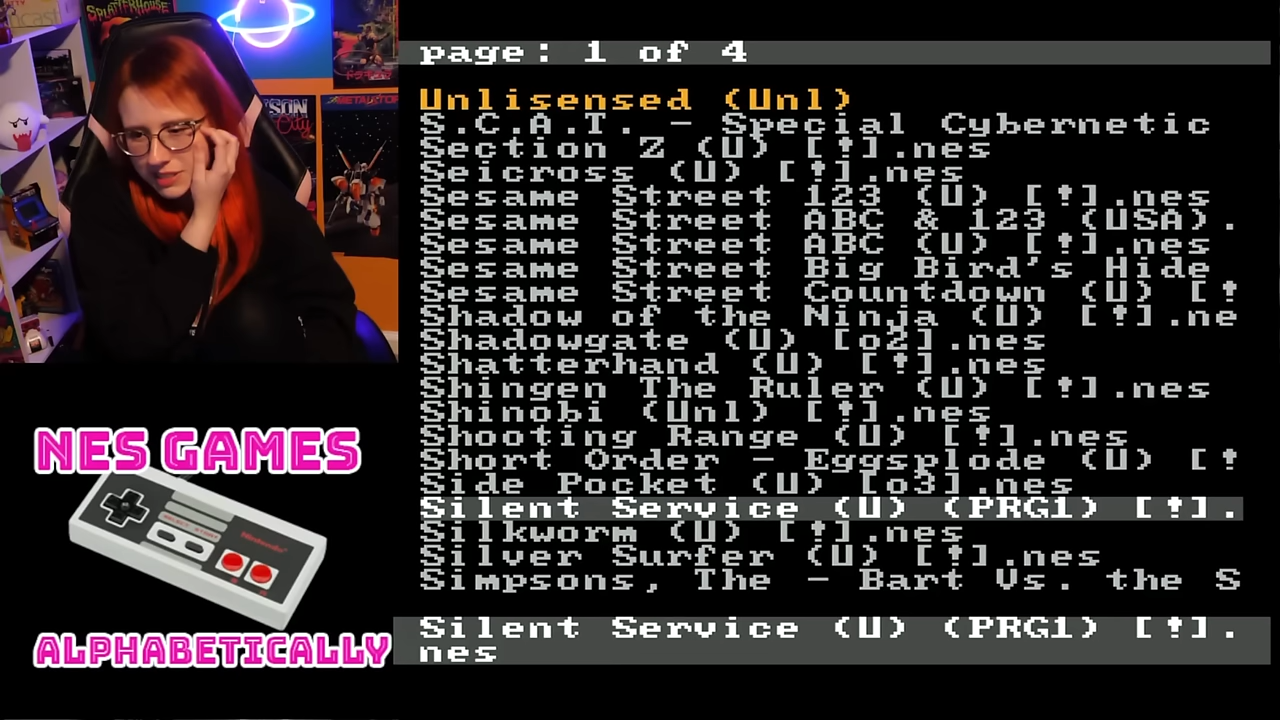 SPLATTERHOUSE
page: 1 of 4
Unlisensed (Unl)
S.C.A.T. - Special Cybernetic
Section Z (U) [!].nes
Seicross (U) [!].nes
Sesame Street 123 (U) [!].nes
Sesame Street ABC & 123 (USA).
Sesame Street ABC (U) [!].nes
Sesame Street Big Bird's Hide
Sesame Street Countdown (U) [!
Shadow of the Ninja (U) [!].ne
Shadowgate (U) [o2].nes
Shatterhand (U) [!].nes
Shingen The Ruler (U) [!].nes
Shinobi (Unl) [!].nes
Shooting Range (U) [!].nes
Short Order - Eggsplode (U) [!
Side Pocket (U) [o3].nes
Silent Service (U) (PRG1) [!].
Silkworm (U) [!].nes
Silver Surfer (U) [!].nes
Simpsons, The - Bart Vs. the S
Silent Service (U) (PRG1) [!].
nes
NES GAMES
Nintendo
ALPHABETICALLY